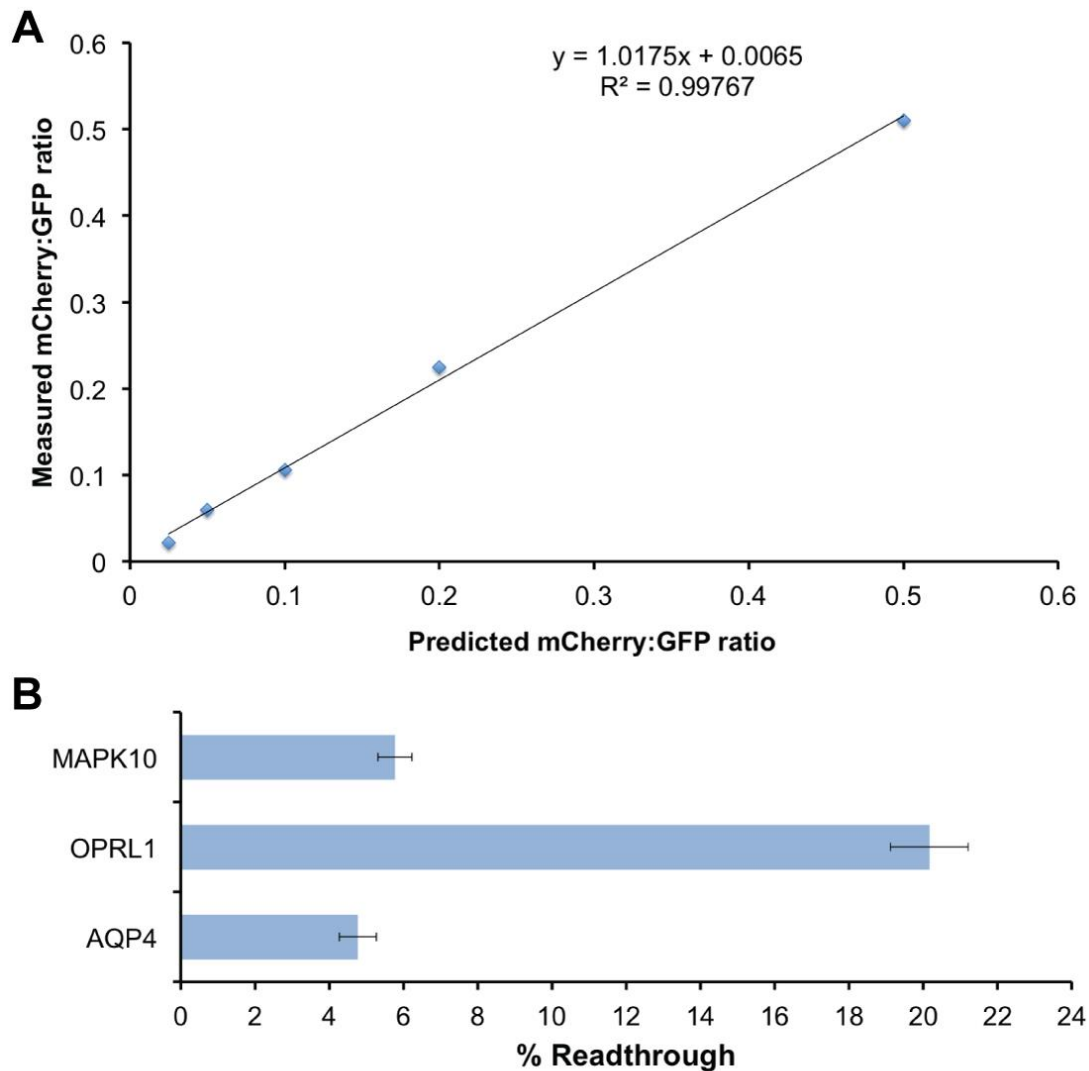 A
y = 1.0175x + 0.0065
R² = 0.99767
Measured mCherry:GFP ratio
0.6
0.5
0.4
0.3
0.2
0.1
0
0 0.1 0.2 0.3 0.4 0.5 0.6
Predicted mCherry:GFP ratio
B
MAPK10
OPRL1
AQP4
0 2 4 6 8 10 12 14 16 18 20 22 24
% Readthrough